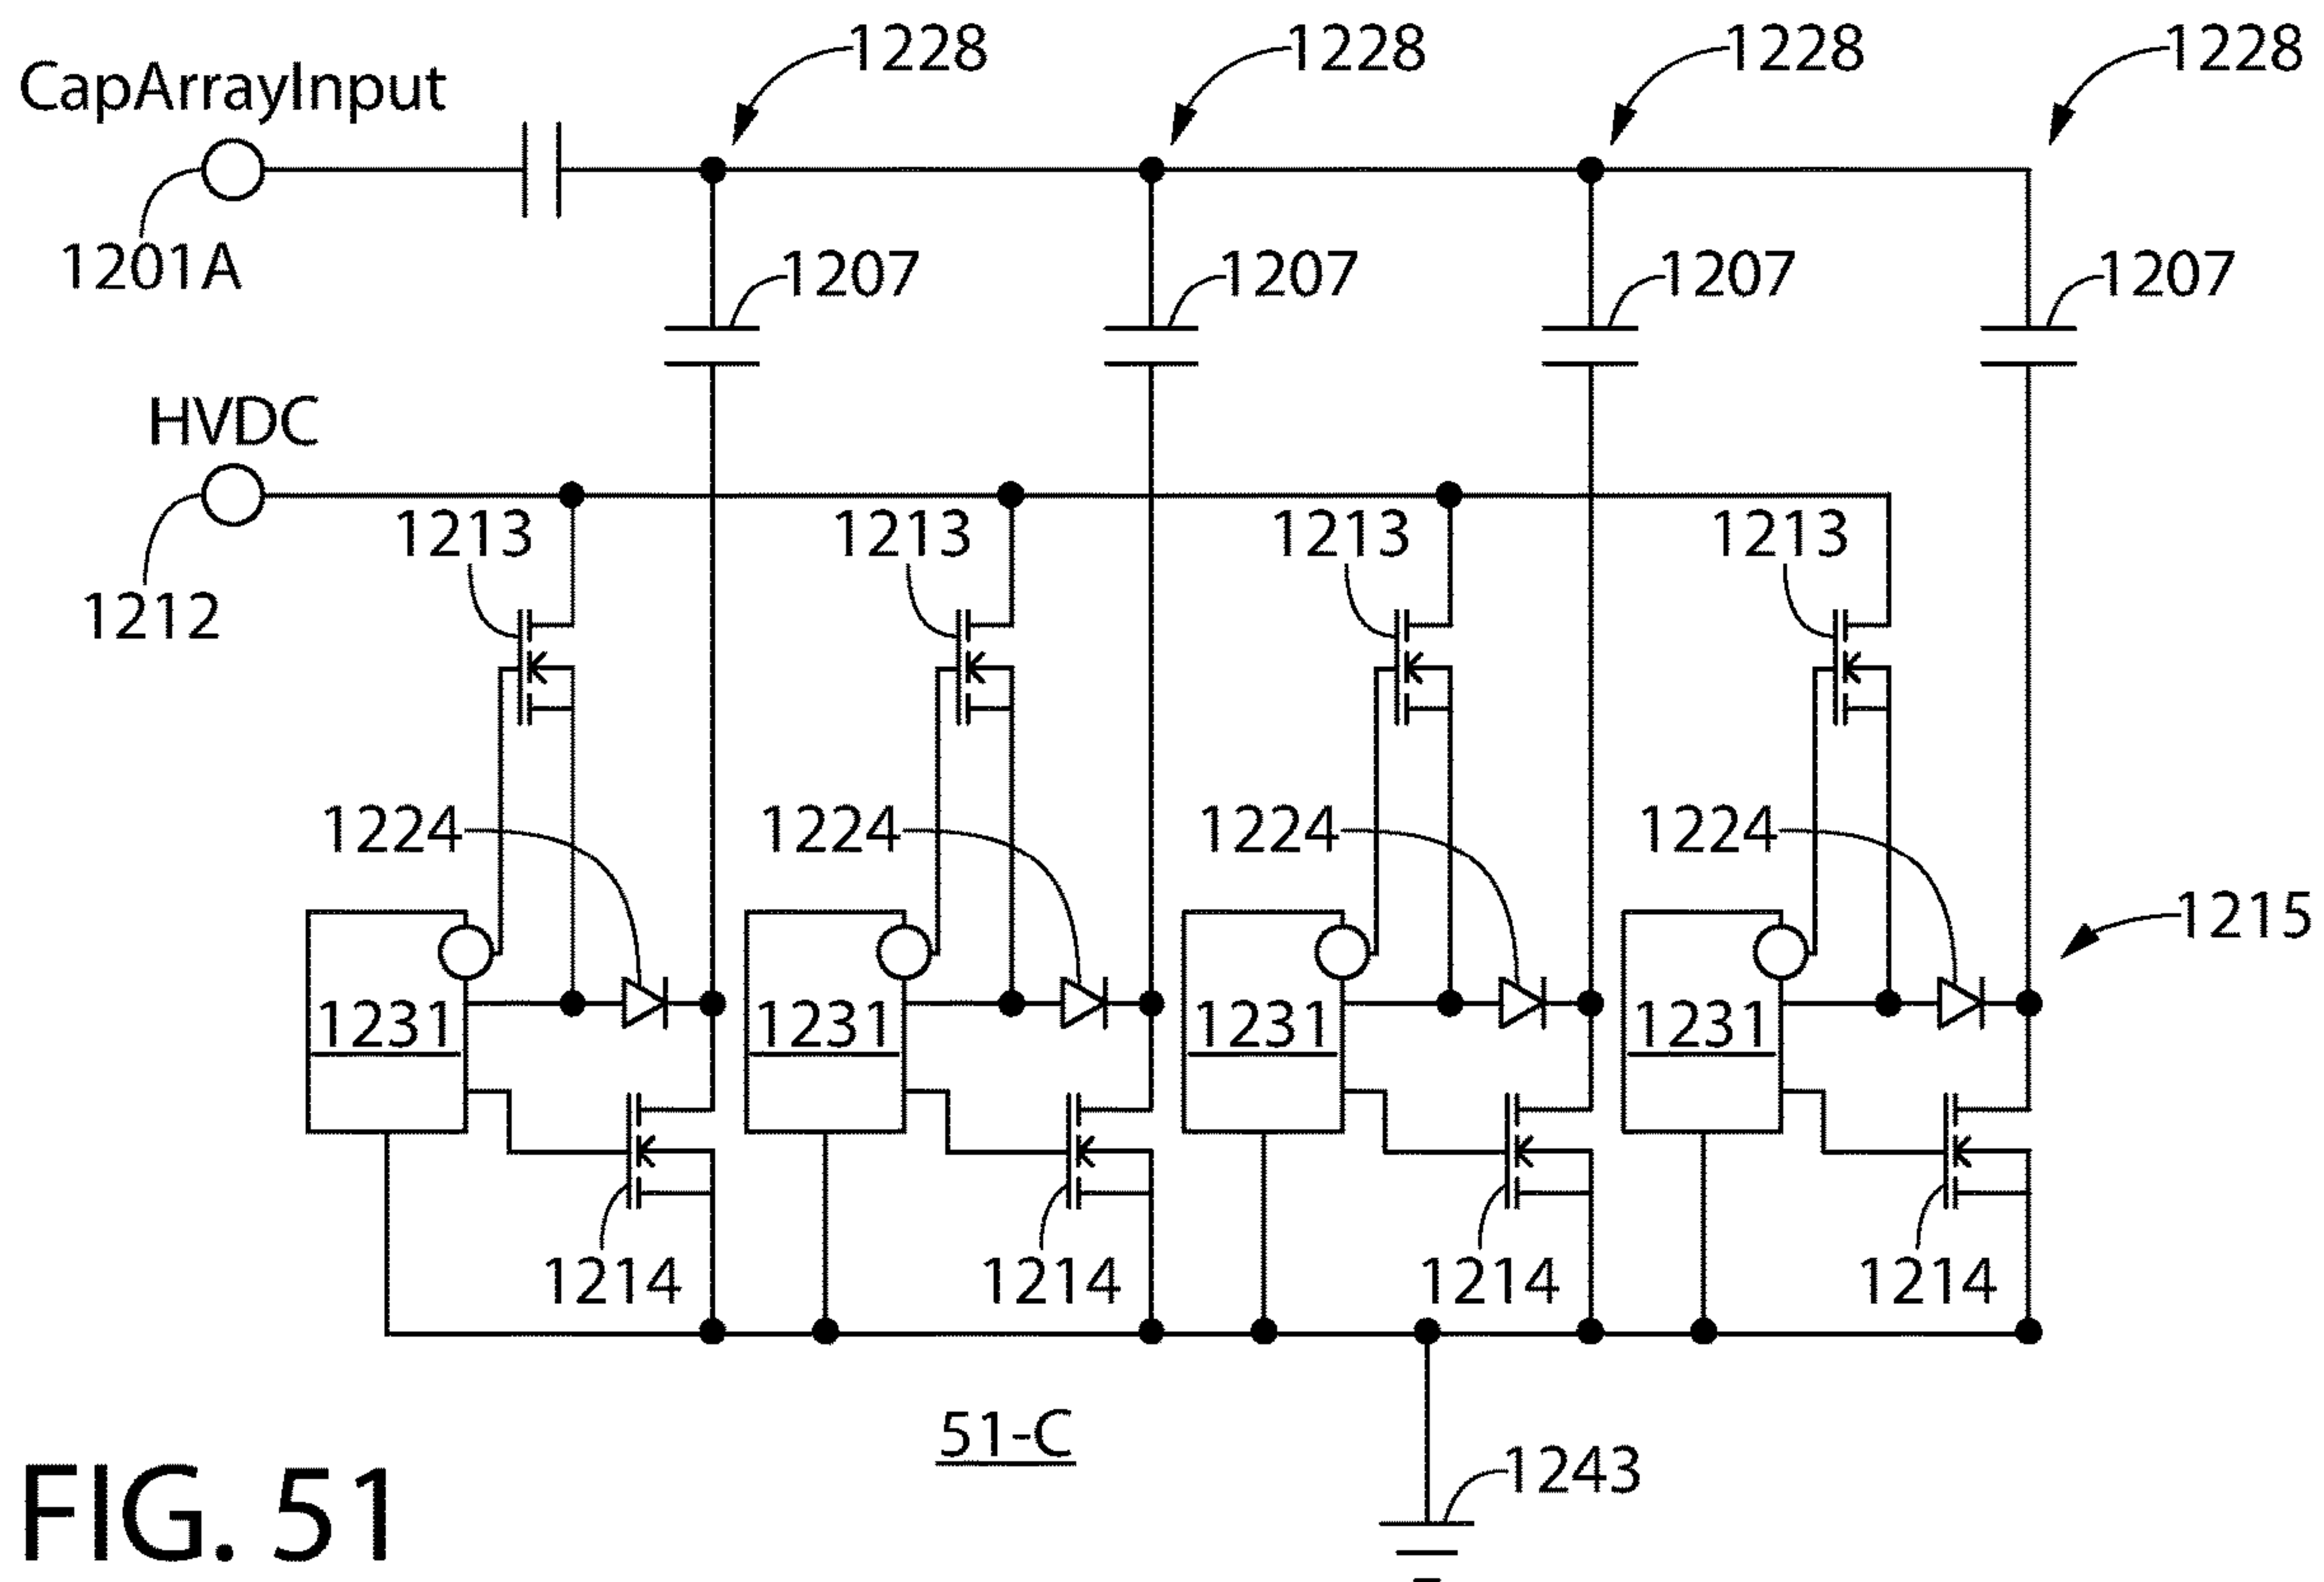 1228 1228 1228 1228
CapArrayInput
1201A
1207 1207 1207 1207
HVDC
1213 1213 1213 1213
1212
1224 1224 1224 1224
1215
1231 1231 1231 1231
1214 1214 1214 1214
51-C
1243
FIG. 51